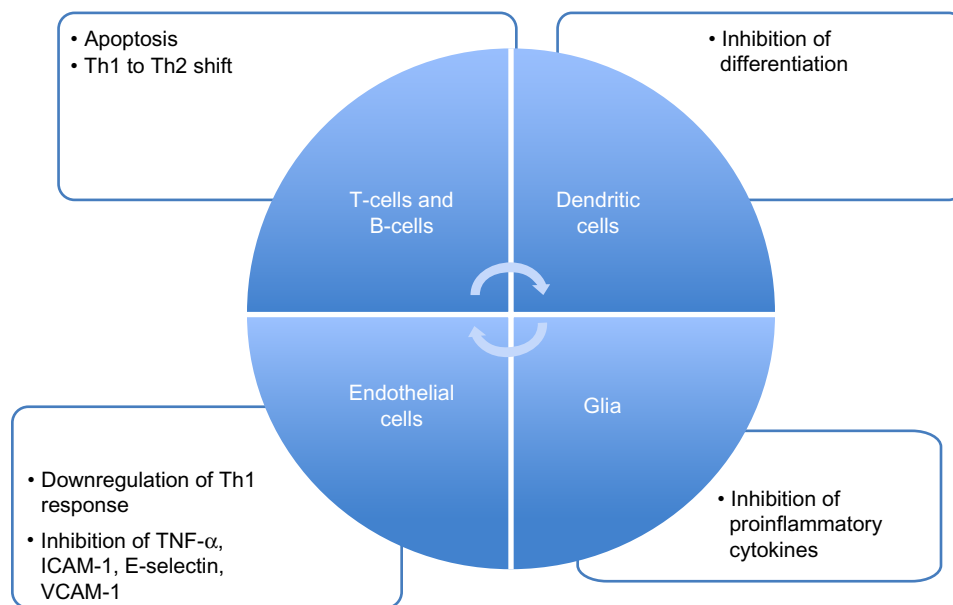 • Apoptosis
• Th1 to Th2 shift
• Inhibition of
differentiation
T-cells and
B-cells
Dendritic
cells
Endothelial
cells
Glia
• Downregulation of Th1
response
• Inhibition of TNF-α,
ICAM-1, E-selectin,
VCAM-1
• Inhibition of
proinflammatory
cytokines